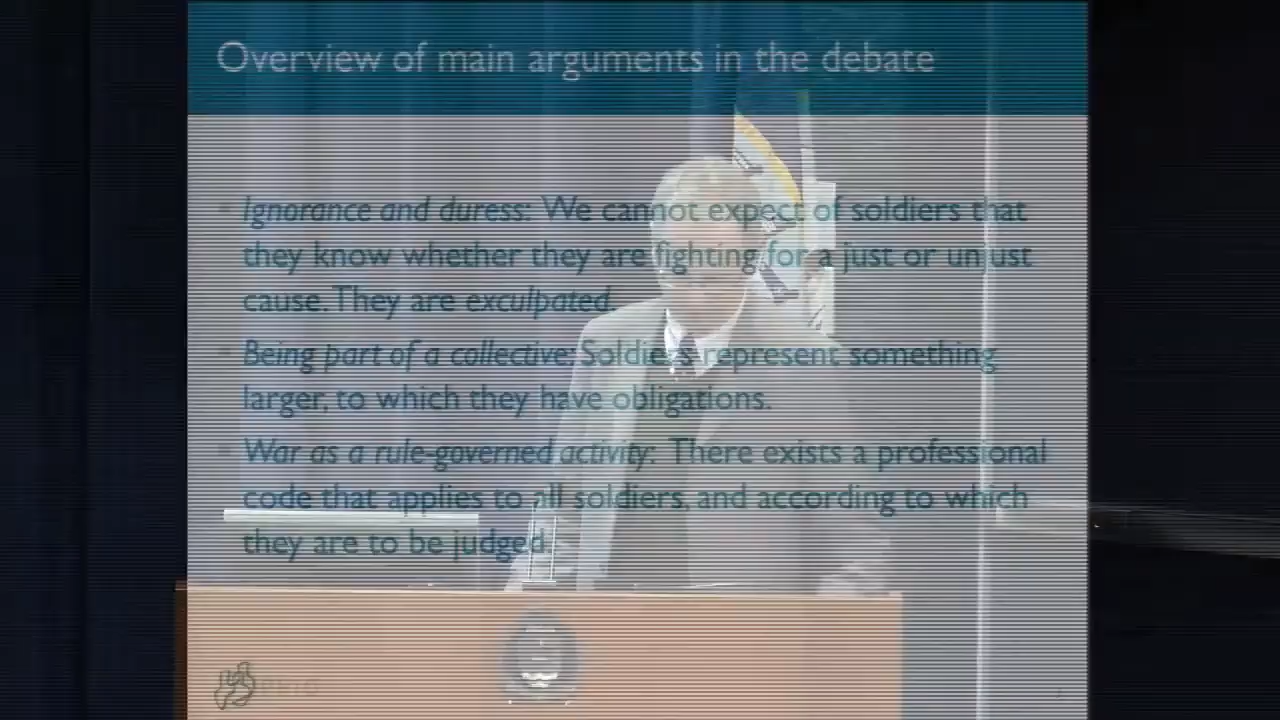 Overview of main arguments in the debate
Ignorance and duress: We cannot expect of soldiers that
they know whether they are fighting for a just or unjust
cause. They are exculpated.
Being part of a collective: Soldiers represent something
larger, to which they have obligations.
War as a rule-governed activity: There exists a professional
code that applies to all soldiers, and according to which
they are to be judged.
PRIO